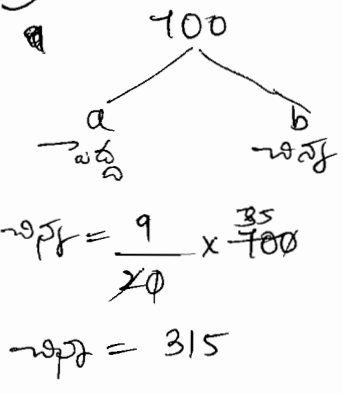 700
a b
పెద్ద చిన్న
చిన్న = 9/20 × 700 35
చిన్న = 315